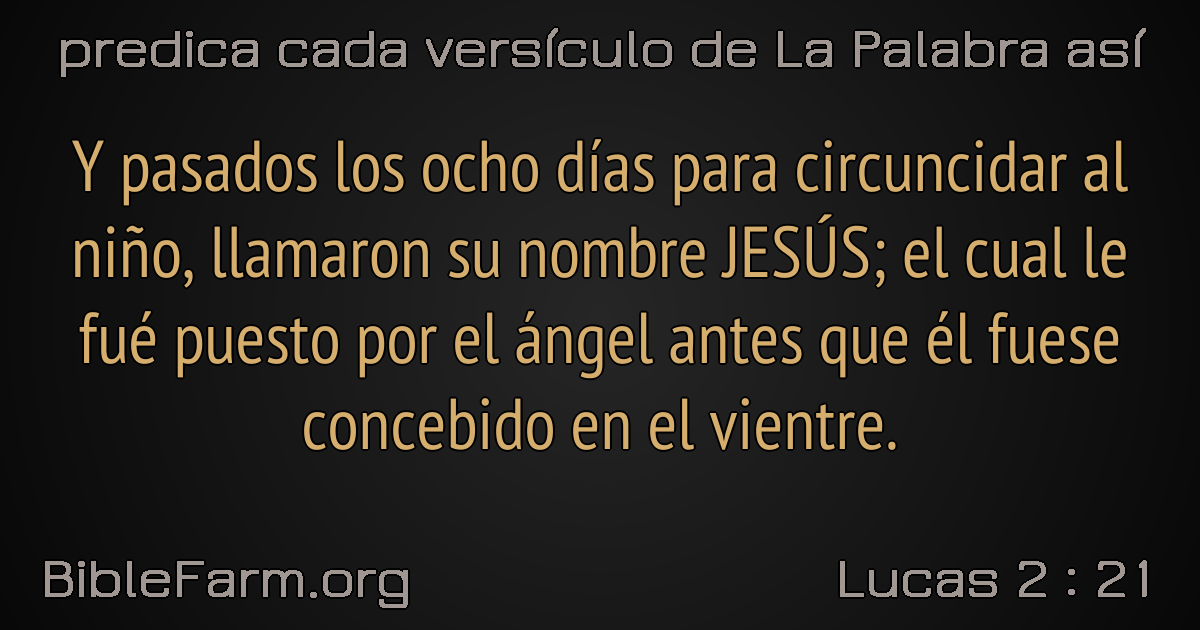 predica cada versículo de La Palabra así
Y pasados los ocho días para circuncidar al
niño, llamaron su nombre JESÚS; el cual le
fué puesto por el ángel antes que él fuese
concebido en el vientre.
BibleFarm.org
Lucas 2 : 21